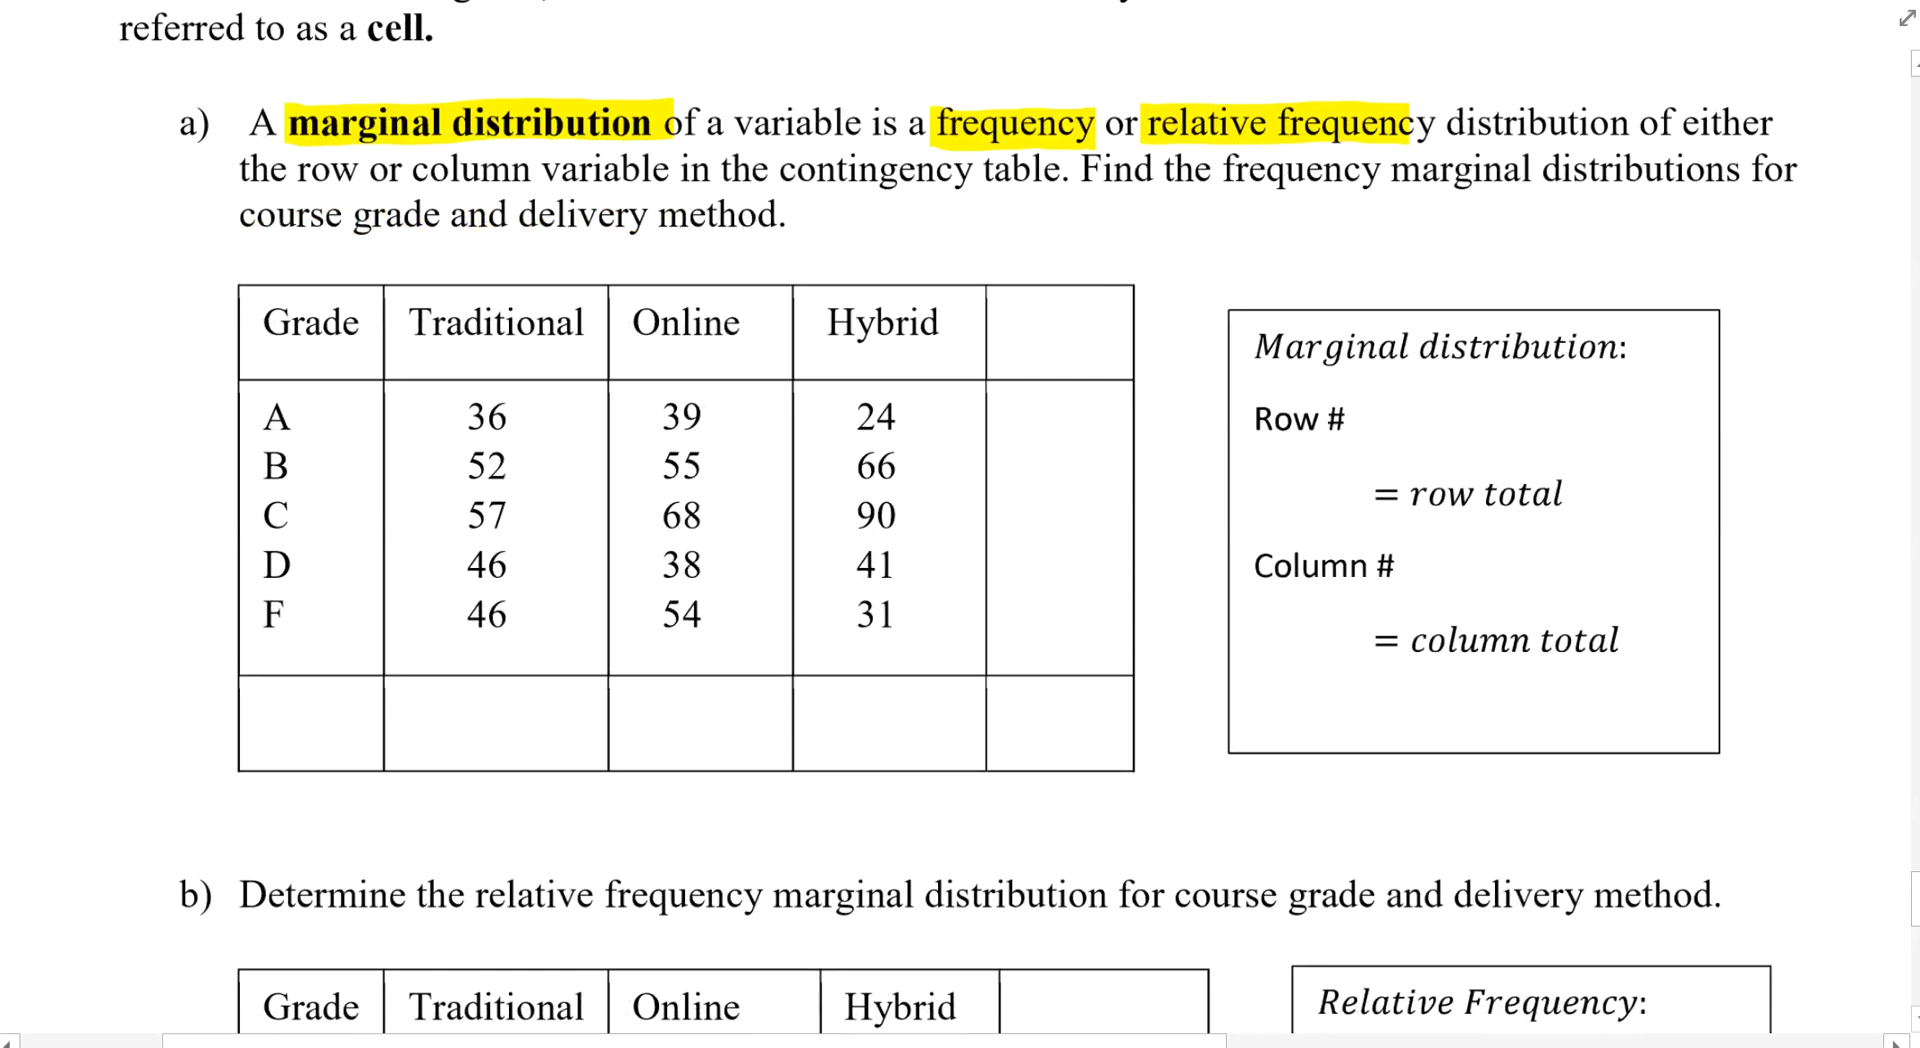 referred to as a cell.
a) A marginal distribution of a variable is a frequency or relative frequency distribution of either
the row or column variable in the contingency table. Find the frequency marginal distributions for
course grade and delivery method.
Grade Traditional Online Hybrid
A 36 39 24
B 52 55 66
C 57 68 90
D 46 38 41
F 46 54 31
Marginal distribution:
Row #
= row total
Column #
= column total
b) Determine the relative frequency marginal distribution for course grade and delivery method.
Grade Traditional Online Hybrid
Relative Frequency: